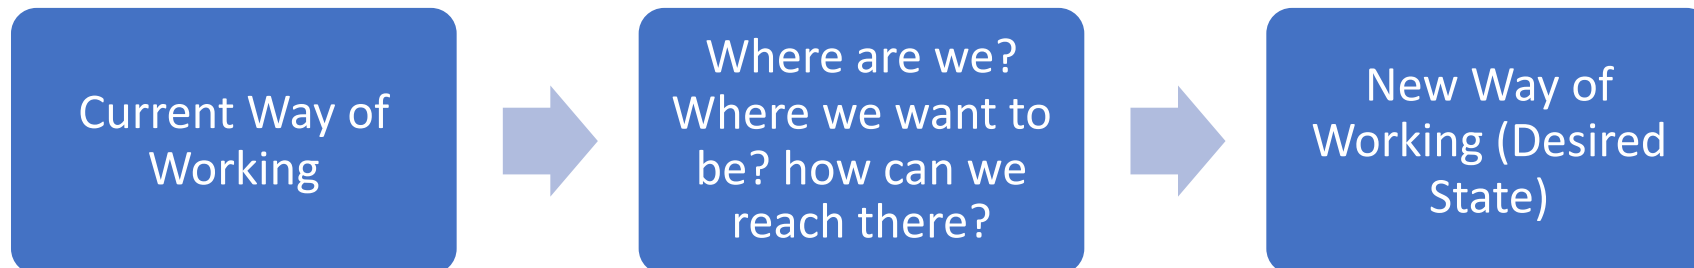 Current Way of
Working
Where are we?
Where we want to
be? how can we
reach there?
New Way of
Working (Desired
State)